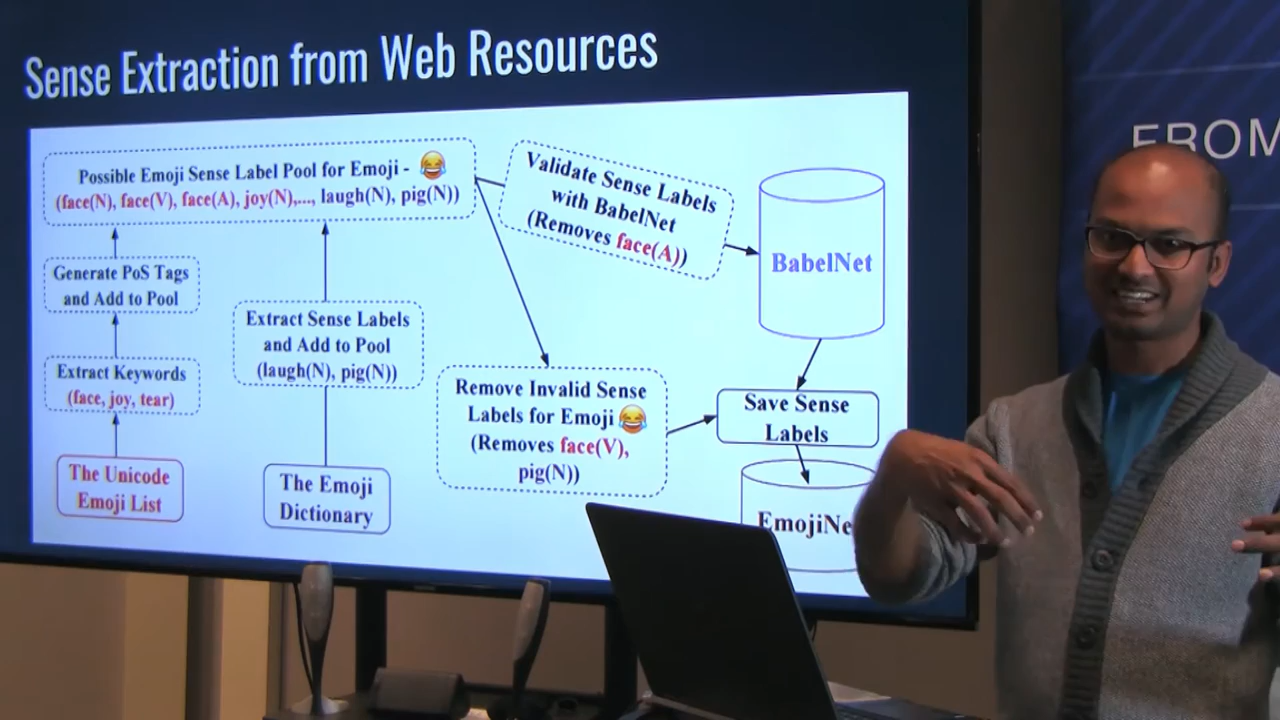 Sense Extraction from Web Resources
Possible Emoji Sense Label Pool for Emoji - 😂
(face(N), face(V), face(A), joy(N),..., laugh(N), pig(N))
Generate PoS Tags
and Add to Pool
Extract Keywords
(face, joy, tear)
The Unicode
Emoji List
Extract Sense Labels
and Add to Pool
(laugh(N), pig(N))
The Emoji
Dictionary
Validate Sense Labels
with BabelNet
(Removes face(A))
Remove Invalid Sense
Labels for Emoji 😂
(Removes face(V),
pig(N))
BabelNet
Save Sense
Labels
EmojiNe
FROM